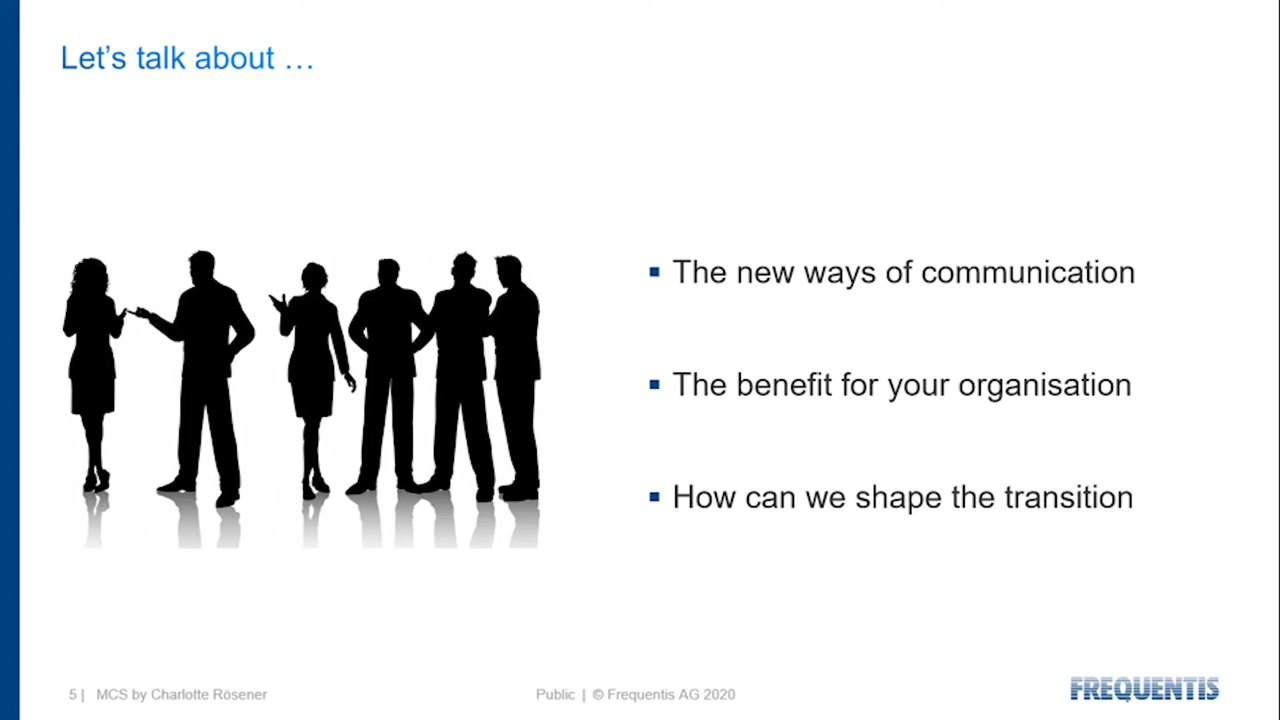 Let’s talk about …
▪ The new ways of communication
▪ The benefit for your organisation
▪ How can we shape the transition
5 | MCS by Charlotte Rösener
Public | © Frequentis AG 2020
FREQUENTIS